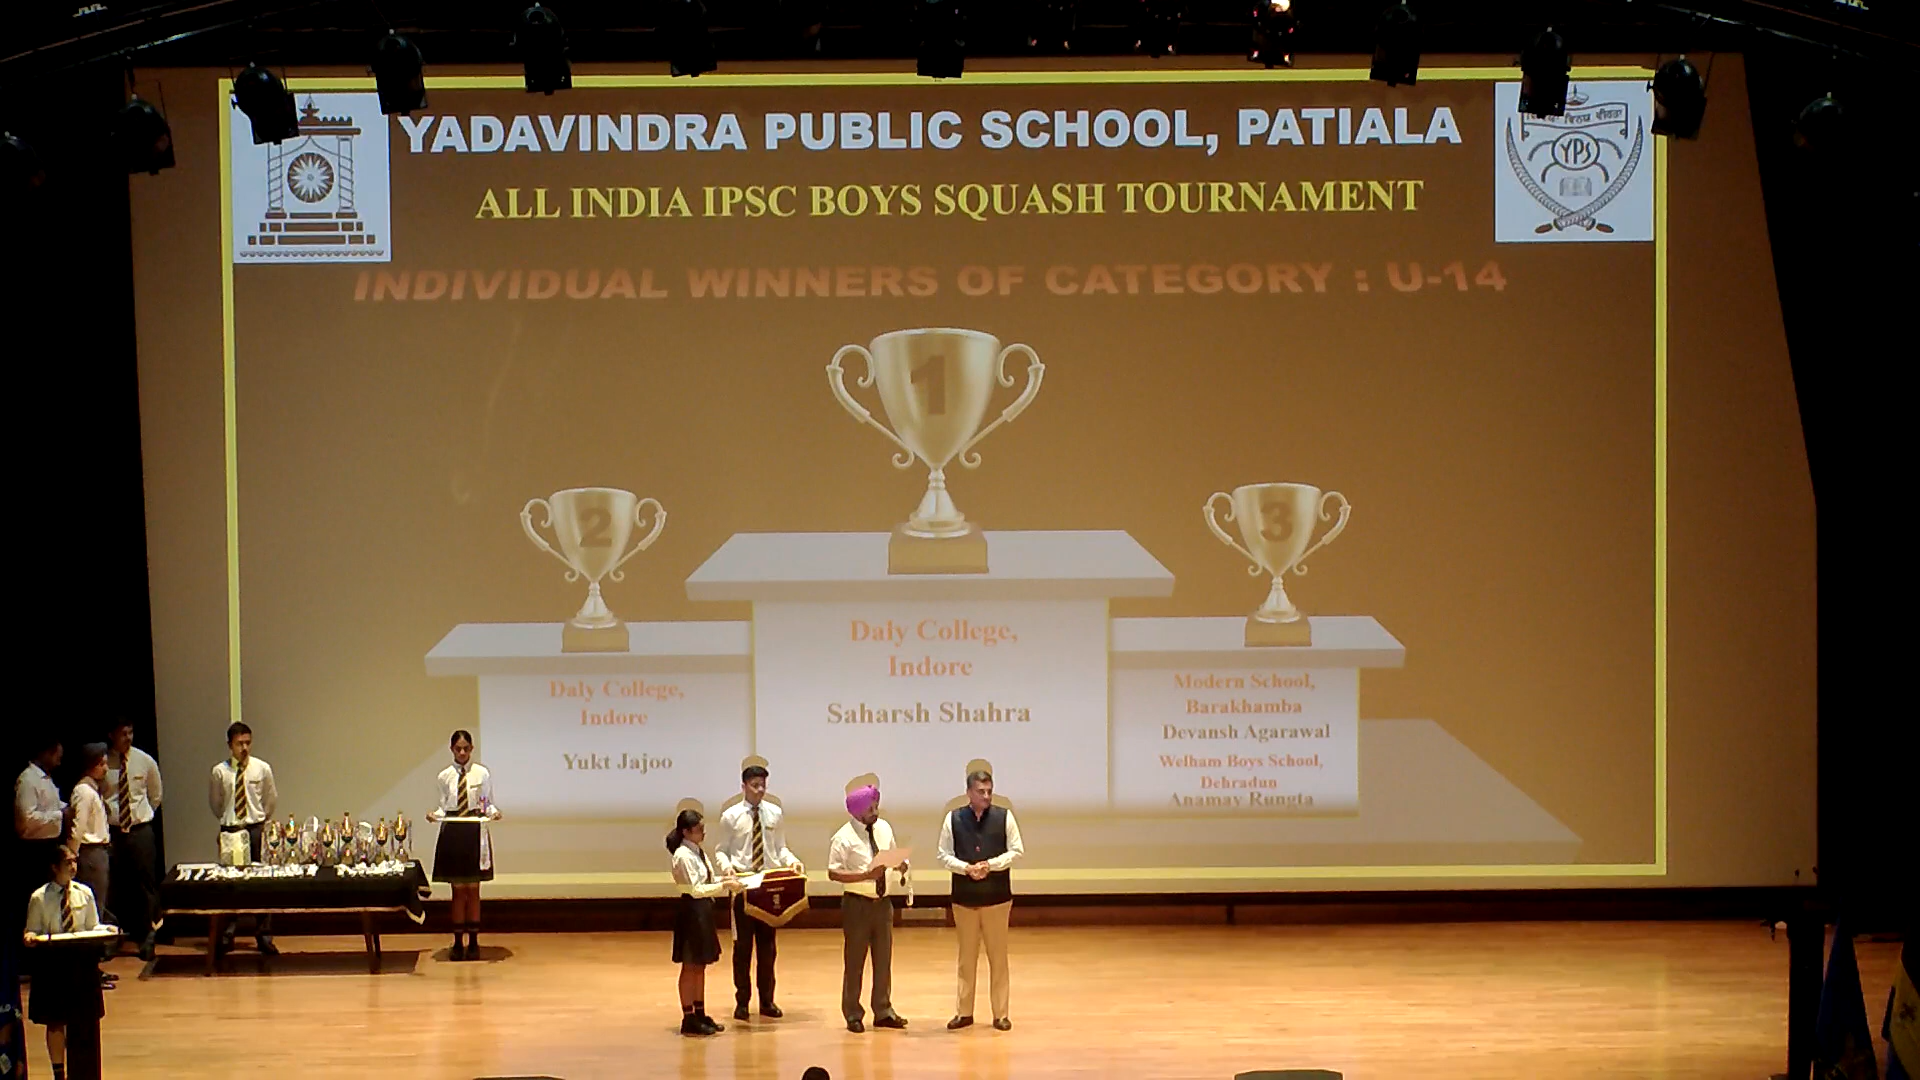 YADAVINDRA PUBLIC SCHOOL, PATIALA
ALL INDIA IPSC BOYS SQUASH TOURNAMENT
INDIVIDUAL WINNERS OF CATEGORY : U-14
YPS
1
2
3
Daly College,
Indore
Yukt Jajoo
Daly College,
Indore
Saharsh Shahra
Modern School,
Barakhamba
Devansh Agarawal
Welham Boys School,
Dehradun
Anamay Rungta